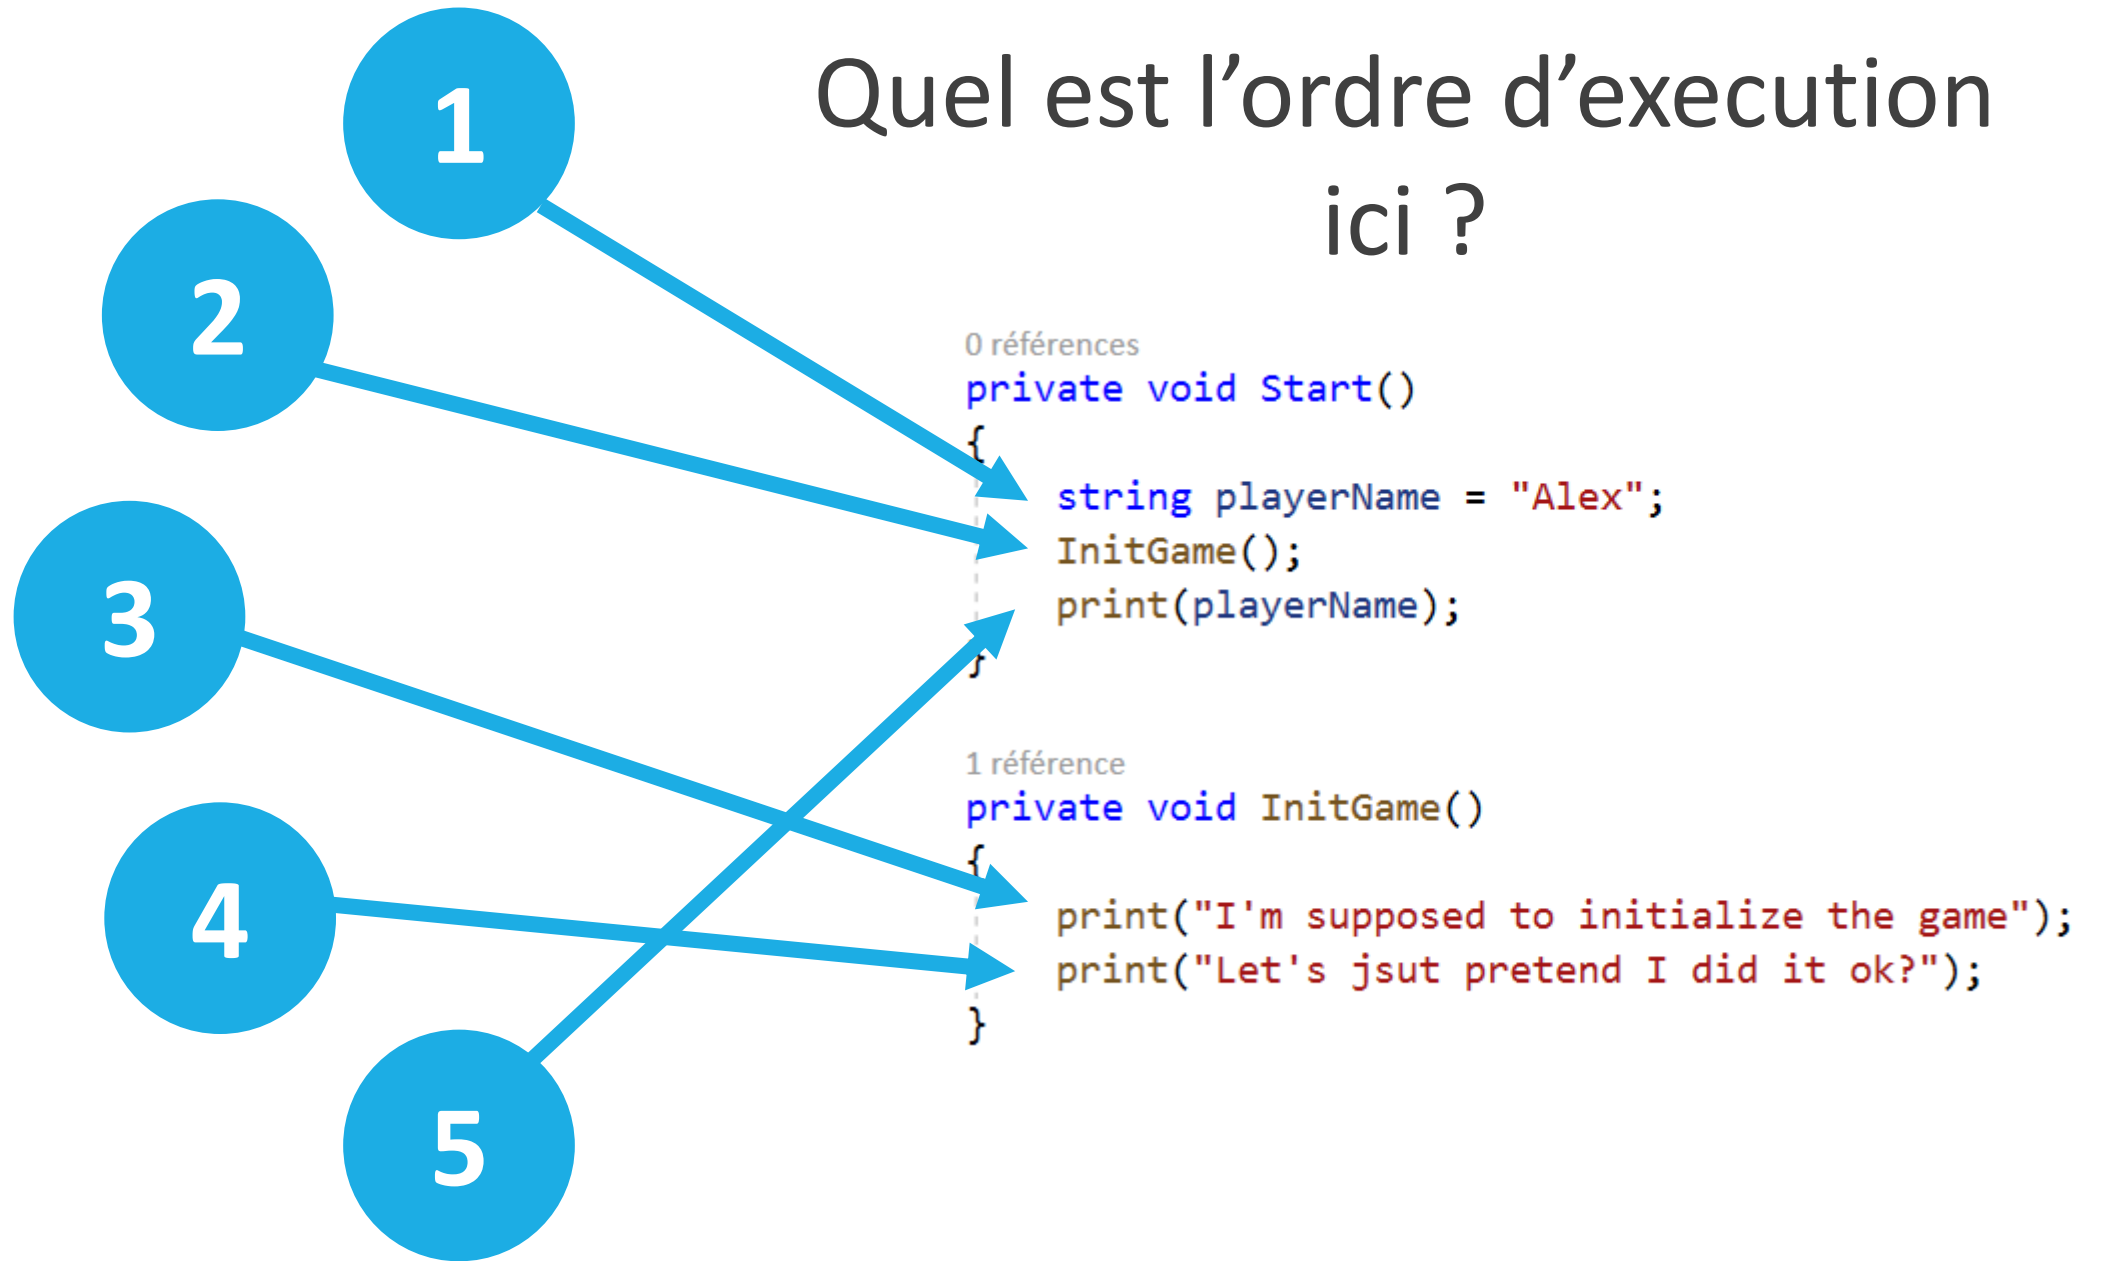 1
Quel est l’ordre d’execution
ici ?
2
0 références
private void Start()
{
string playerName = "Alex";
InitGame();
3
print(playerName);
}
1 référence
private void InitGame()
{
4
print("I'm supposed to initialize the game");
print("Let's jsut pretend I did it ok?");
}
5